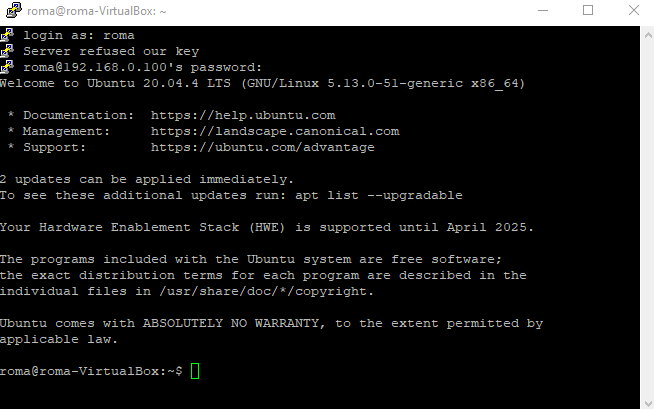 roma@roma-VirtualBox: ~
login as: roma
Server refused our key
roma@192.168.0.100's password:
Welcome to Ubuntu 20.04.4 LTS (GNU/Linux 5.13.0-51-generic x86_64)
* Documentation:  https://help.ubuntu.com
* Management:     https://landscape.canonical.com
* Support:        https://ubuntu.com/advantage
2 updates can be applied immediately.
To see these additional updates run: apt list --upgradable
Your Hardware Enablement Stack (HWE) is supported until April 2025.
The programs included with the Ubuntu system are free software;
the exact distribution terms for each program are described in the
individual files in /usr/share/doc/*/copyright.
Ubuntu comes with ABSOLUTELY NO WARRANTY, to the extent permitted by
applicable law.
roma@roma-VirtualBox:~$